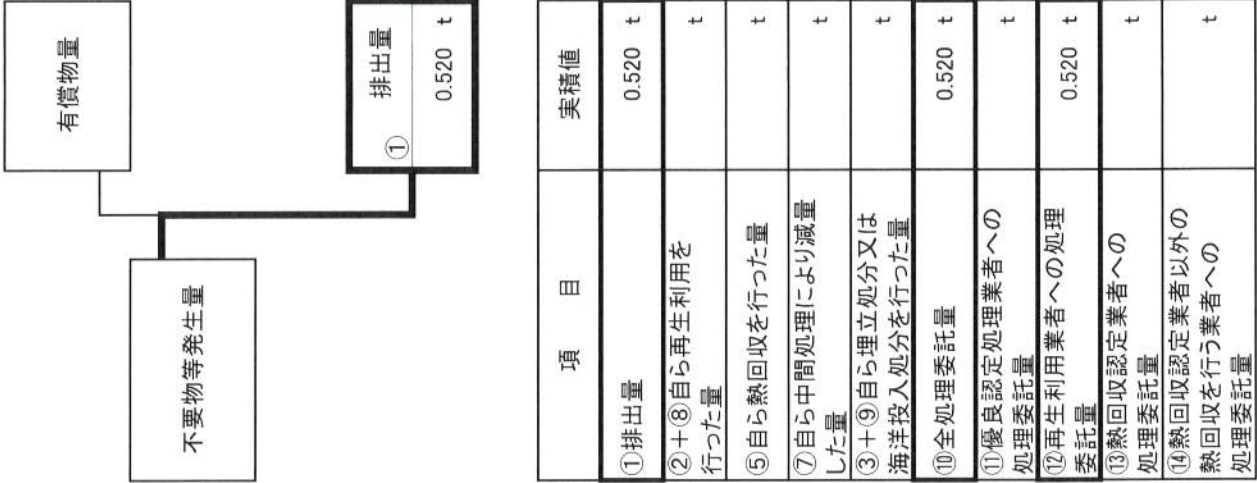 有償物量
不要物等発生量
①
排出量
0.520 t
項 目
実績値
①排出量
0.520 t
②+⑧自ら再生利用を
行った量
t
⑤自ら熱回収を行った量
t
⑦自ら中間処理により減量
した量
t
③+⑨自ら埋立処分又は
海洋投入処分を行った量
t
⑩全処理委託量
0.520 t
⑪優良認定処理業者への
処理委託量
t
⑫再生利用業者への処理
委託量
0.520 t
⑬熱回収認定業者への
処理委託量
t
⑭熱回収認定業者以外の
熱回収を行う業者への
処理委託量
t